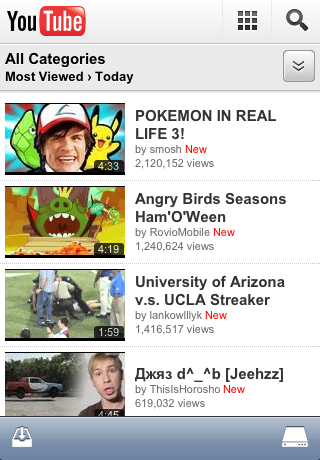 YouTube
All Categories
Most Viewed › Today
4:33
POKEMON IN REAL
LIFE 3!
by smosh New
2,120,152 views
4:19
Angry Birds Seasons
Ham'O'Ween
by RovioMobile New
1,240,624 views
1:59
University of Arizona
v.s. UCLA Streaker
by lankowllyk New
1,416,517 views
4:45
Джяз d^_^b [Jeehzz]
by ThisIsHorosho New
619,032 views